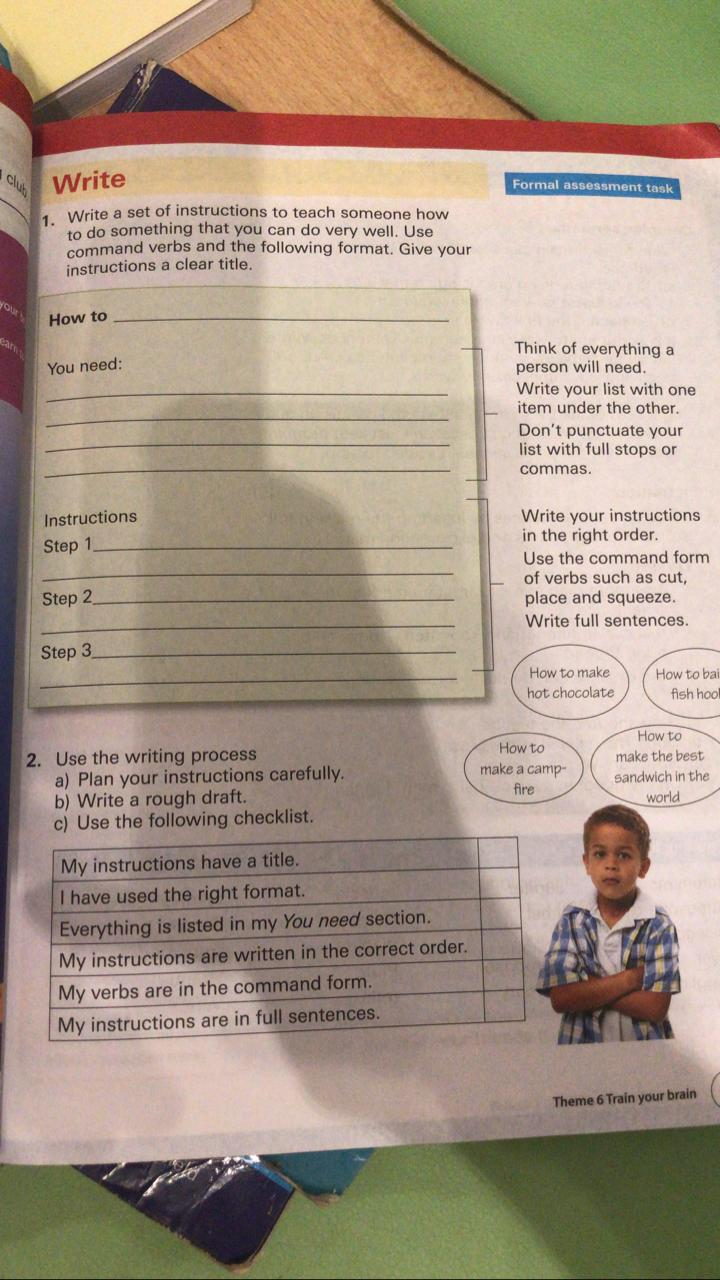 club
Write
Formal assessment task
1. Write a set of instructions to teach someone how
to do something that you can do very well. Use
command verbs and the following format. Give your
instructions a clear title.
How to
You need:
Think of everything a
person will need.
Write your list with one
item under the other.
Don't punctuate your
list with full stops or
commas.
Instructions
Step 1
Step 2
Step 3
Write your instructions
in the right order.
Use the command form
of verbs such as cut,
place and squeeze.
Write full sentences.
How to make
hot chocolate
How to
fish
How to
make a camp-
fire
How to
make the best
sandwich in the
world
2. Use the writing process
a) Plan your instructions carefully.
b) Write a rough draft.
c) Use the following checklist.
My instructions have a title.
I have used the right format.
Everything is listed in my You need section.
My instructions are written in the correct order.
My verbs are in the command form.
My instructions are in full sentences.
Theme 6 Train your brain